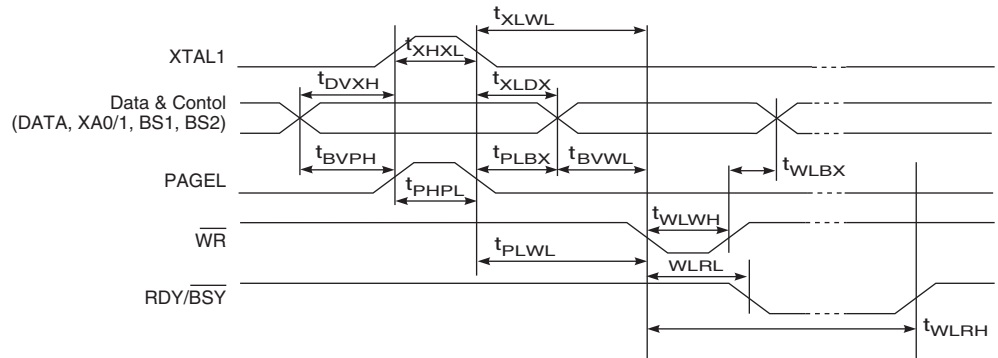 tXLWL
XTAL1
tXHXL
tDVXH
tXLDX
Data & Contol
(DATA, XA0/1, BS1, BS2)
tBVPH
tPLBX
tBVWL
tWLBX
PAGEL
tPHPL
tWLWH
WR
tPLWL
WLRL
RDY/BSY
tWLRH